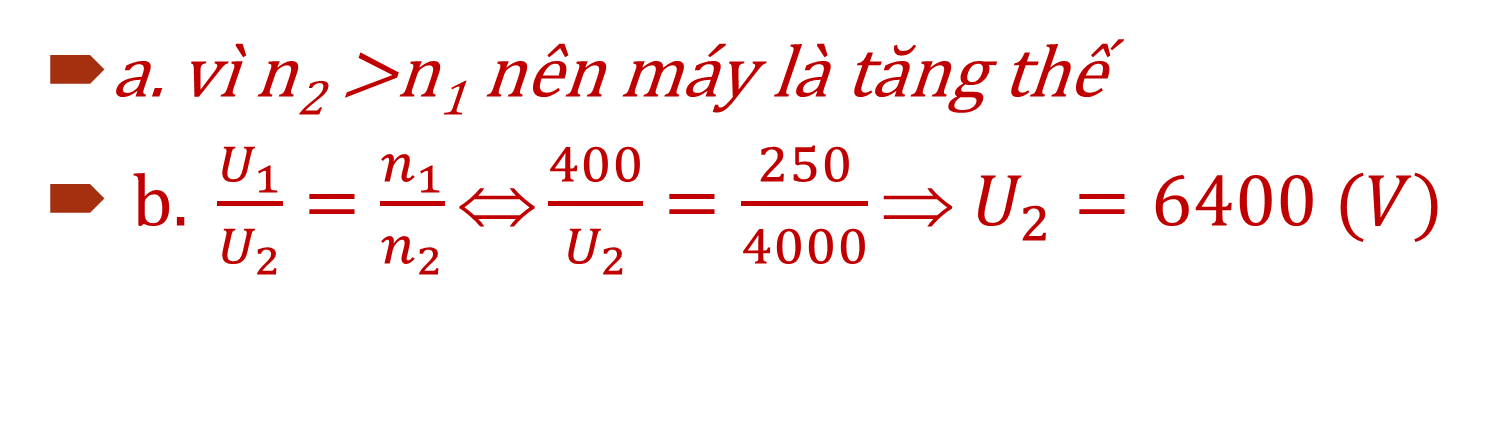 a. vì n₂ >n₁ nên máy là tăng thế
b. U₁/U₂ = n₁/n₂ ⇔ 400/U₂ = 250/4000 ⇒ U₂ = 6400 (V)